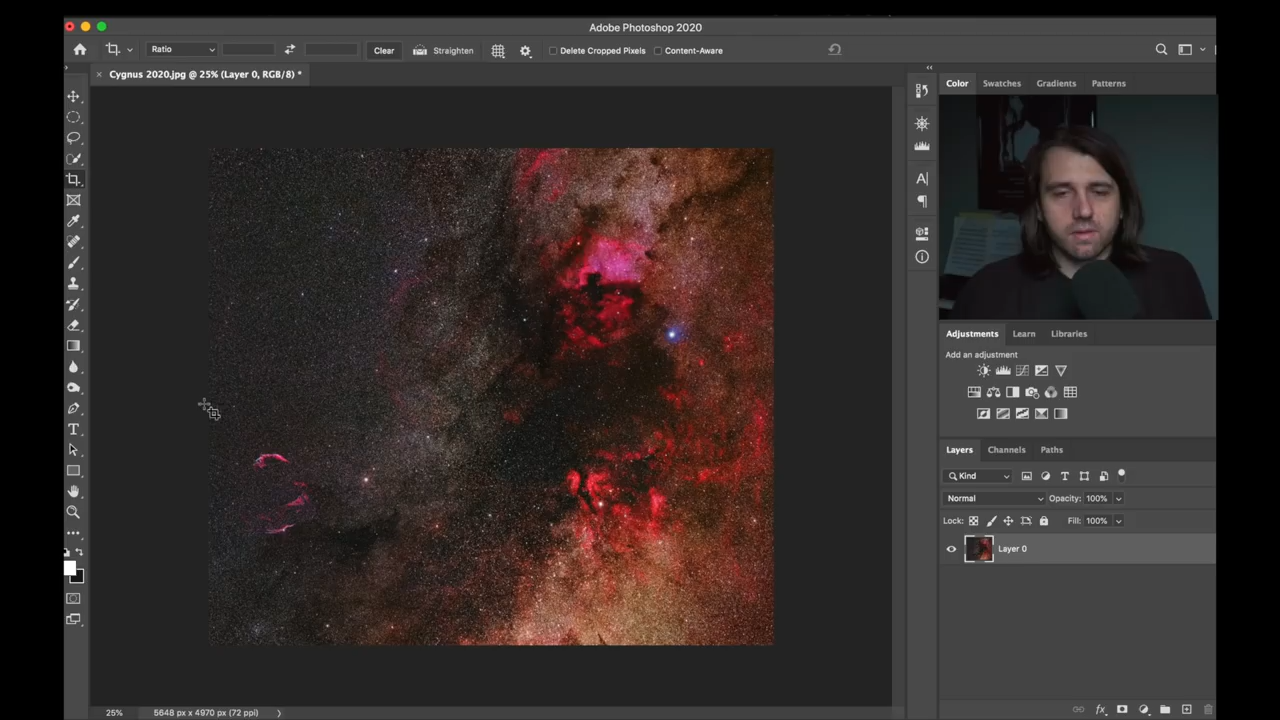 Adobe Photoshop 2020
Ratio
Clear
Straighten
Delete Cropped Pixels
Content-Aware
× Cygnus 2020.jpg @ 25% (Layer 0, RGB/8) *
Color Swatches Gradients Patterns
Adjustments Learn Libraries
Add an adjustment
Layers Channels Paths
Kind
Normal Opacity: 100%
Lock: Fill: 100%
Layer 0
25% 5648 px x 4970 px (72 ppi)